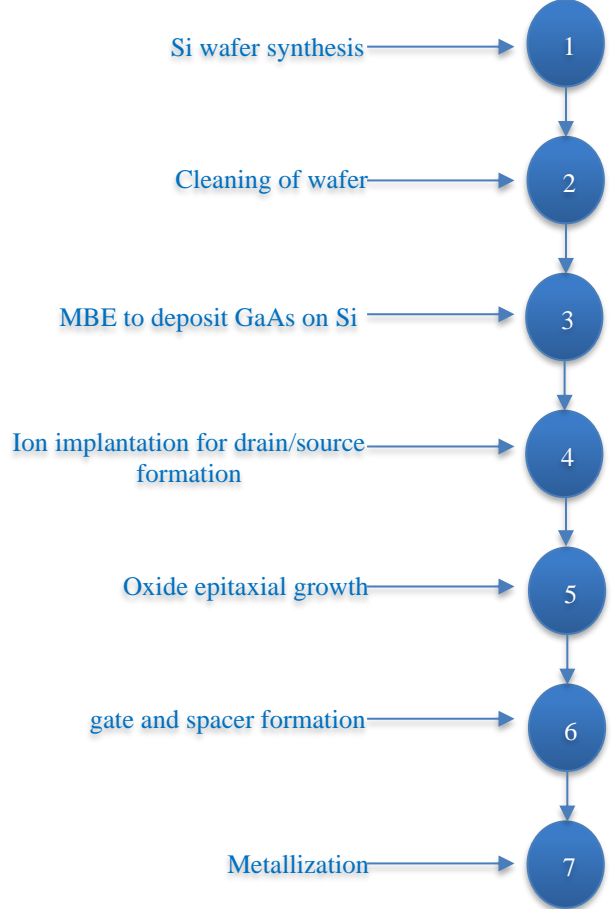 Si wafer synthesis
1
Cleaning of wafer
2
MBE to deposit GaAs on Si
3
Ion implantation for drain/source
formation
4
Oxide epitaxial growth
5
gate and spacer formation
6
Metallization
7